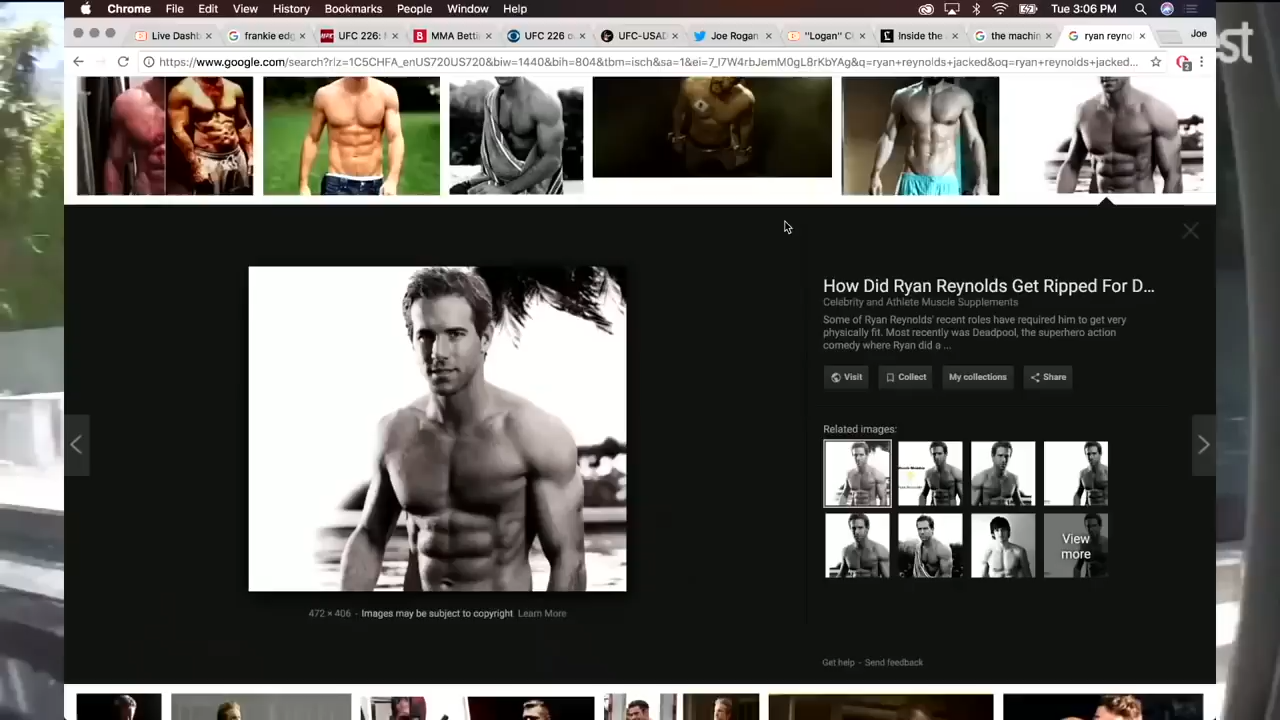 Chrome File Edit View History Bookmarks People Window Help Tue 3:06 PM
Live Dashb frankie edg UFC 226: MMA Betti UFC 226 o UFC-USAD Joe Rogan "Logan" C Inside the the machin ryan reyno Joe
https://www.google.com/search?rlz=1C5CHFA_enUS720US720&biw=1440&bih=804&tbm=isch&sa=1&ei=7_I7W4rbJemM0gL8rKbYAg&q=ryan+reynolds+jacked&oq=ryan+reynolds+jacked...
st
How Did Ryan Reynolds Get Ripped For D...
Celebrity and Athlete Muscle Supplements
Some of Ryan Reynolds' recent roles have required him to get very
physically fit. Most recently was Deadpool, the superhero action
comedy where Ryan did a ...
Visit Collect My collections Share
Related images:
View
more
472 × 406 - Images may be subject to copyright Learn More
Get help - Send feedback